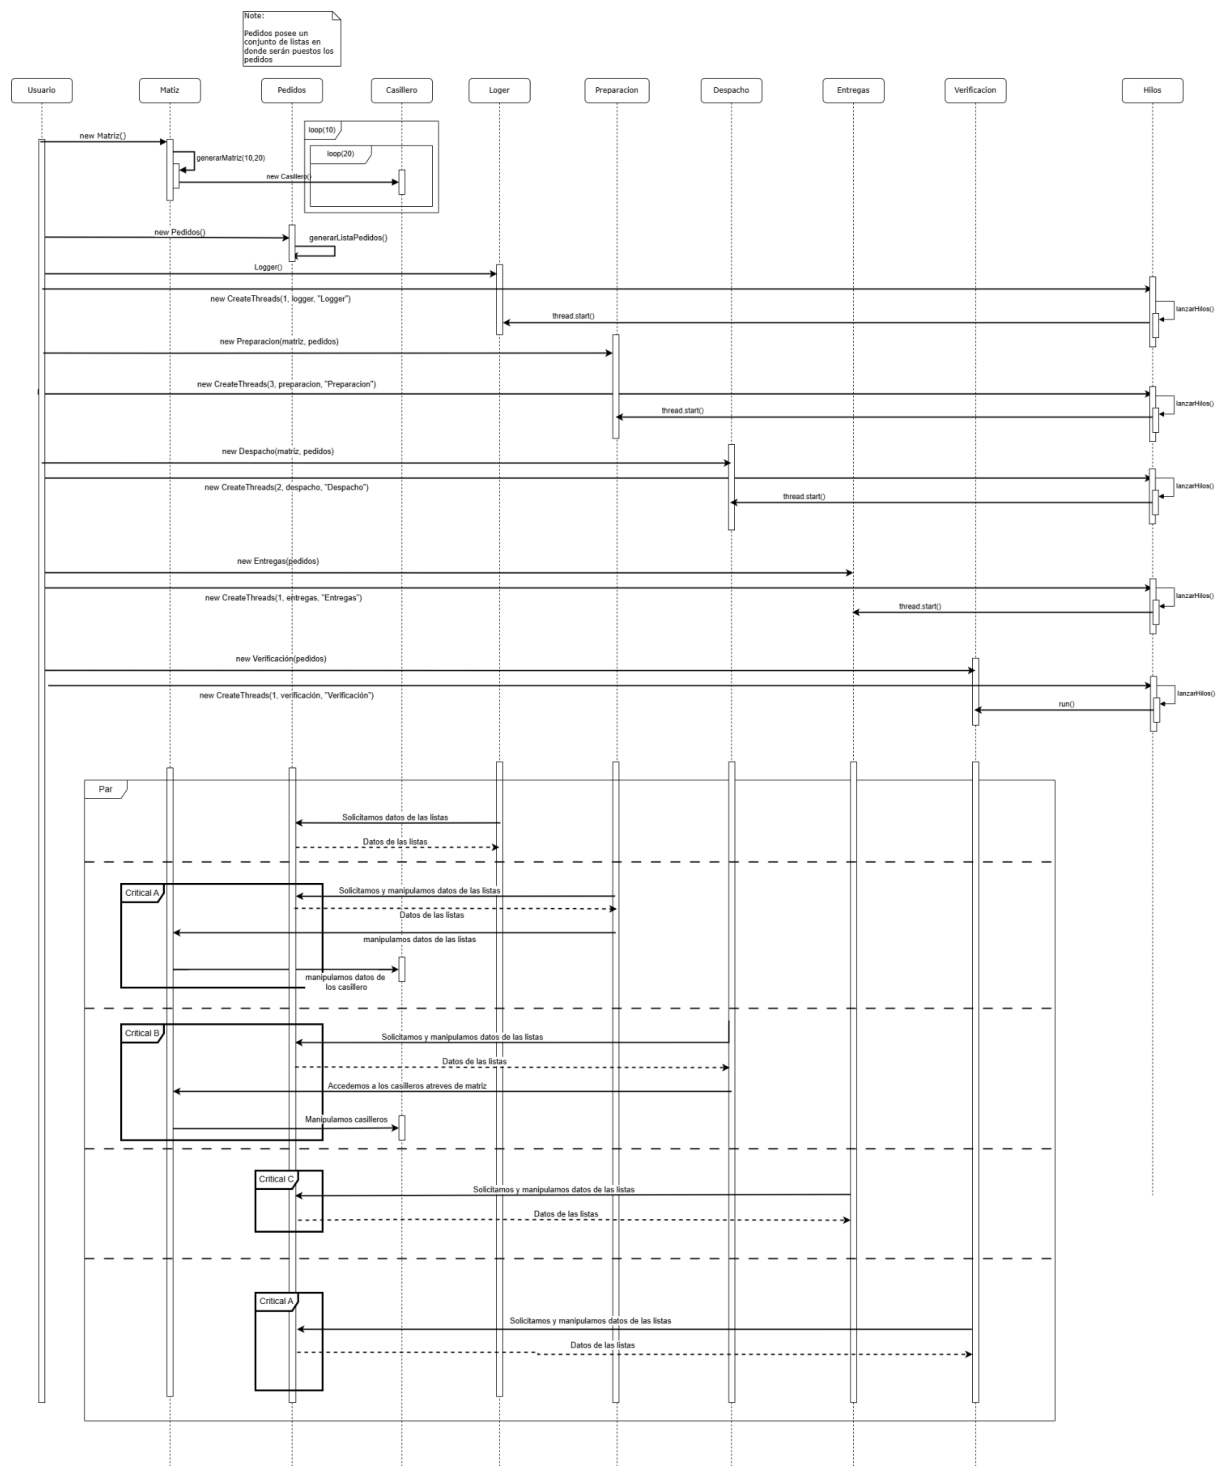 Note:
Pedidos posee un
conjunto de listas en
donde serán puestos los
pedidos
Usuario
Matiz
Pedidos
Casillero
Loger
Preparacion
Despacho
Entregas
Verificacion
Hilos
loop(10)
new Matriz()
loop(20)
generarMatriz(10,20)
new Casillero()
new Pedidos()
generarListaPedidos()
Logger()
new CreateThreads(1, logger, "Logger")
lanzarHilos()
thread.start()
new Preparacion(matriz, pedidos)
new CreateThreads(3, preparacion, "Preparacion")
lanzarHilos()
thread.start()
new Despacho(matriz, pedidos)
new CreateThreads(2, despacho, "Despacho")
lanzarHilos()
thread.start()
new Entregas(pedidos)
new CreateThreads(1, entregas, "Entregas")
lanzarHilos()
thread.start()
new Verificación(pedidos)
new CreateThreads(1, verificación, "Verificación")
lanzarHilos()
run()
Par
Solicitamos datos de las listas
Datos de las listas
Critical A
Solicitamos y manipulamos datos de las listas
Datos de las listas
manipulamos datos de las listas
manipulamos datos de
los casillero
Critical B
Solicitamos y manipulamos datos de las listas
Datos de las listas
Accedemos a los casilleros atreves de matriz
Manipulamos casilleros
Critical C
Solicitamos y manipulamos datos de las listas
Datos de las listas
Critical A
Solicitamos y manipulamos datos de las listas
Datos de las listas